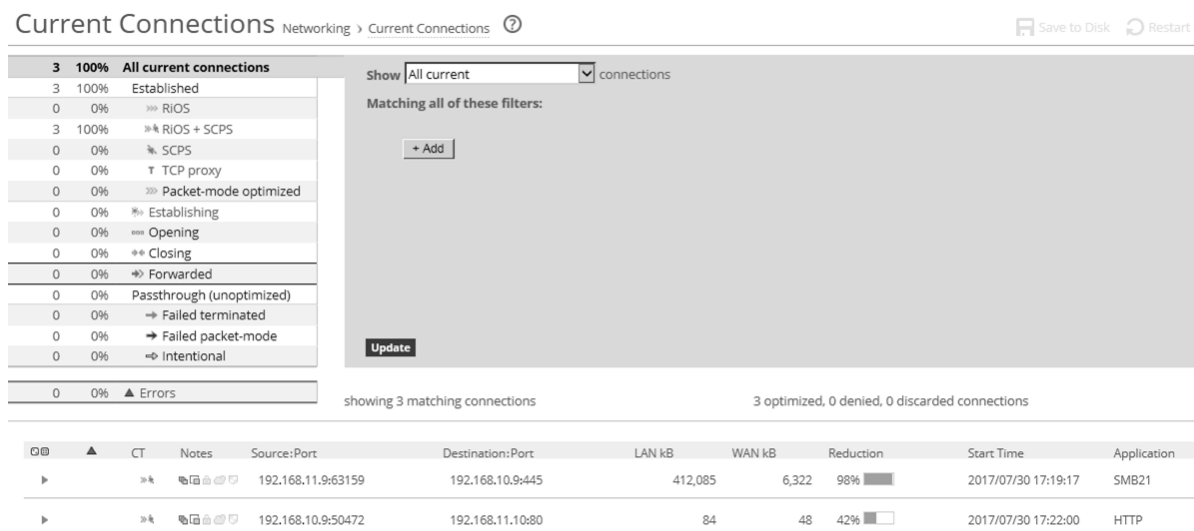 Current Connections Networking › Current Connections ?
Save to Disk Restart
3 100% All current connections
3 100% Established
0 0% RiOS
3 100% RiOS + SCPS
0 0% SCPS
0 0% TCP proxy
0 0% Packet-mode optimized
0 0% Establishing
0 0% Opening
0 0% Closing
0 0% Forwarded
0 0% Passthrough (unoptimized)
0 0% Failed terminated
0 0% Failed packet-mode
0 0% Intentional
0 0% Errors
Show All current connections
Matching all of these filters:
+ Add
Update
showing 3 matching connections 3 optimized, 0 denied, 0 discarded connections
CT Notes Source:Port Destination:Port LAN kB WAN kB Reduction Start Time Application
192.168.11.9:63159 192.168.10.9:445 412,085 6,322 98% 2017/07/30 17:19:17 SMB21
192.168.10.9:50472 192.168.11.10:80 84 48 42% 2017/07/30 17:22:00 HTTP